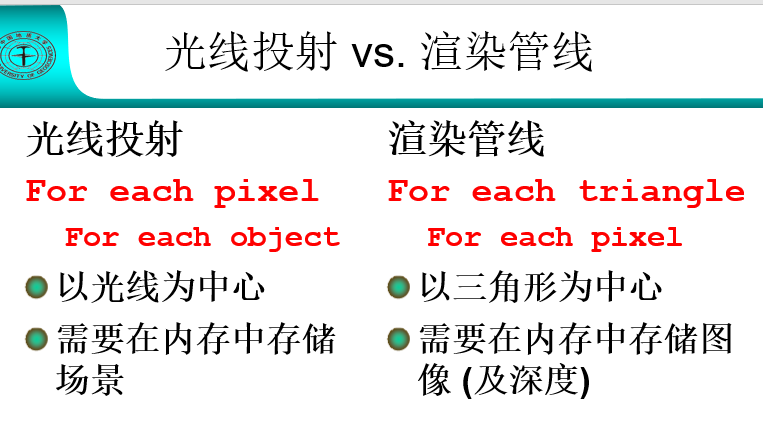 光线投射 vs. 渲染管线
光线投射
For each pixel
For each object
以光线为中心
需要在内存中存储
场景
渲染管线
For each triangle
For each pixel
以三角形为中心
需要在内存中存储图
像 (及深度)